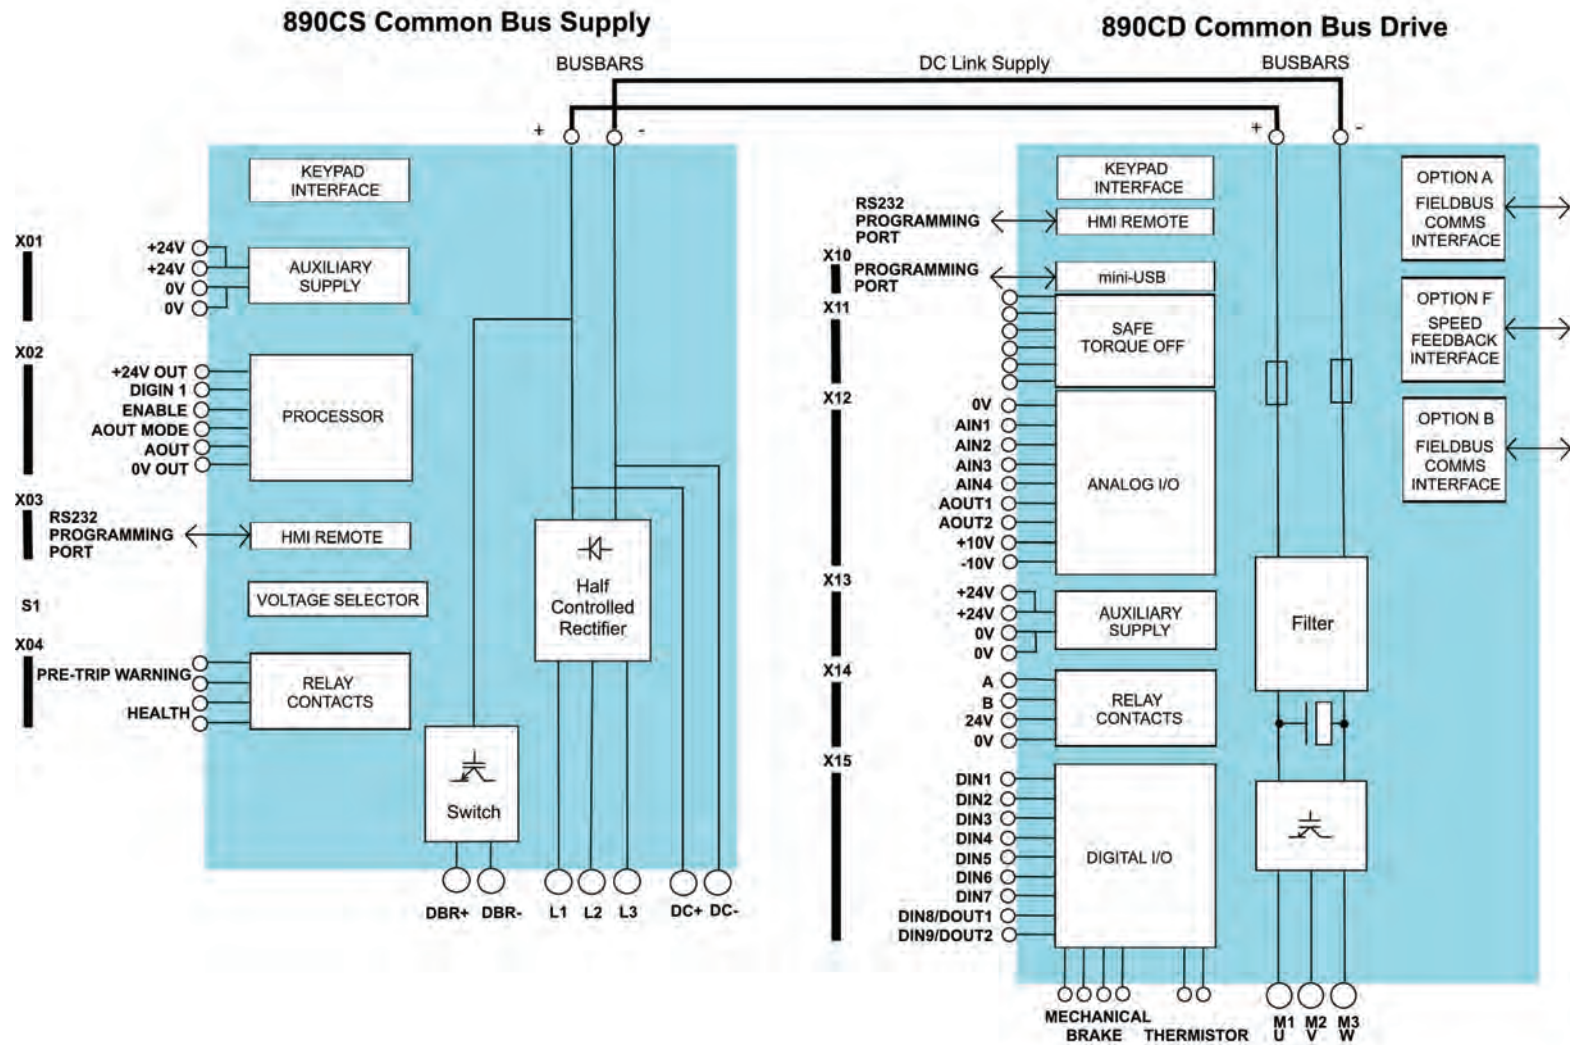 890CS Common Bus Supply
890CD Common Bus Drive
BUSBARS
DC Link Supply
BUSBARS
+
-
+
-
KEYPAD
INTERFACE
X01
+24V
+24V
0V
0V
AUXILIARY
SUPPLY
X02
+24V OUT
DIGIN 1
ENABLE
AOUT MODE
AOUT
0V OUT
PROCESSOR
X03
RS232
PROGRAMMING
PORT
HMI REMOTE
S1
VOLTAGE SELECTOR
X04
PRE-TRIP WARNING
HEALTH
RELAY
CONTACTS
Half
Controlled
Rectifier
Switch
DBR+
DBR-
L1
L2
L3
DC+
DC-
KEYPAD
INTERFACE
RS232
PROGRAMMING
PORT
HMI REMOTE
X10
PROGRAMMING
PORT
mini-USB
X11
SAFE
TORQUE OFF
X12
0V
AIN1
AIN2
AIN3
AIN4
AOUT1
AOUT2
+10V
-10V
ANALOG I/O
X13
+24V
+24V
0V
0V
AUXILIARY
SUPPLY
X14
A
B
24V
0V
RELAY
CONTACTS
X15
DIN1
DIN2
DIN3
DIN4
DIN5
DIN6
DIN7
DIN8/DOUT1
DIN9/DOUT2
DIGITAL I/O
MECHANICAL
BRAKE
THERMISTOR
Filter
M1
U
M2
V
M3
W
OPTION A
FIELDBUS
COMMS
INTERFACE
OPTION F
SPEED
FEEDBACK
INTERFACE
OPTION B
FIELDBUS
COMMS
INTERFACE